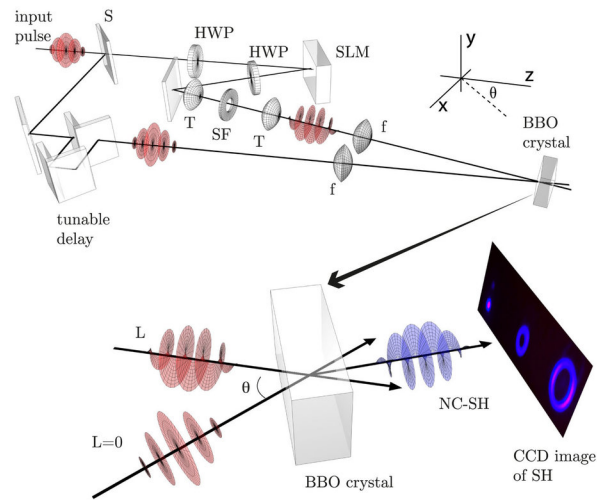 input
pulse
S
HWP
HWP
SLM
y
z
θ
x
T
SF
T
f
f
BBO
crystal
tunable
delay
L
θ
NC-SH
L=0
BBO crystal
CCD image
of SH